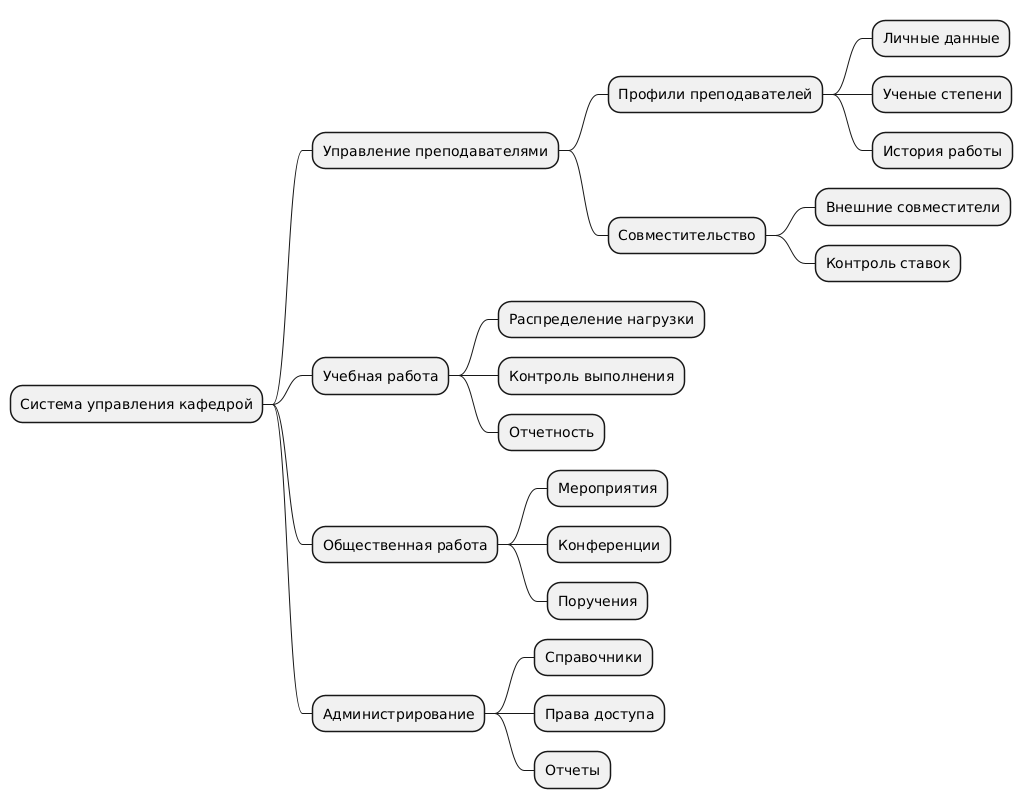 Система управления кафедрой
Управление преподавателями
Профили преподавателей
Личные данные
Ученые степени
История работы
Совместительство
Внешние совместители
Контроль ставок
Учебная работа
Распределение нагрузки
Контроль выполнения
Отчетность
Общественная работа
Мероприятия
Конференции
Поручения
Администрирование
Справочники
Права доступа
Отчеты